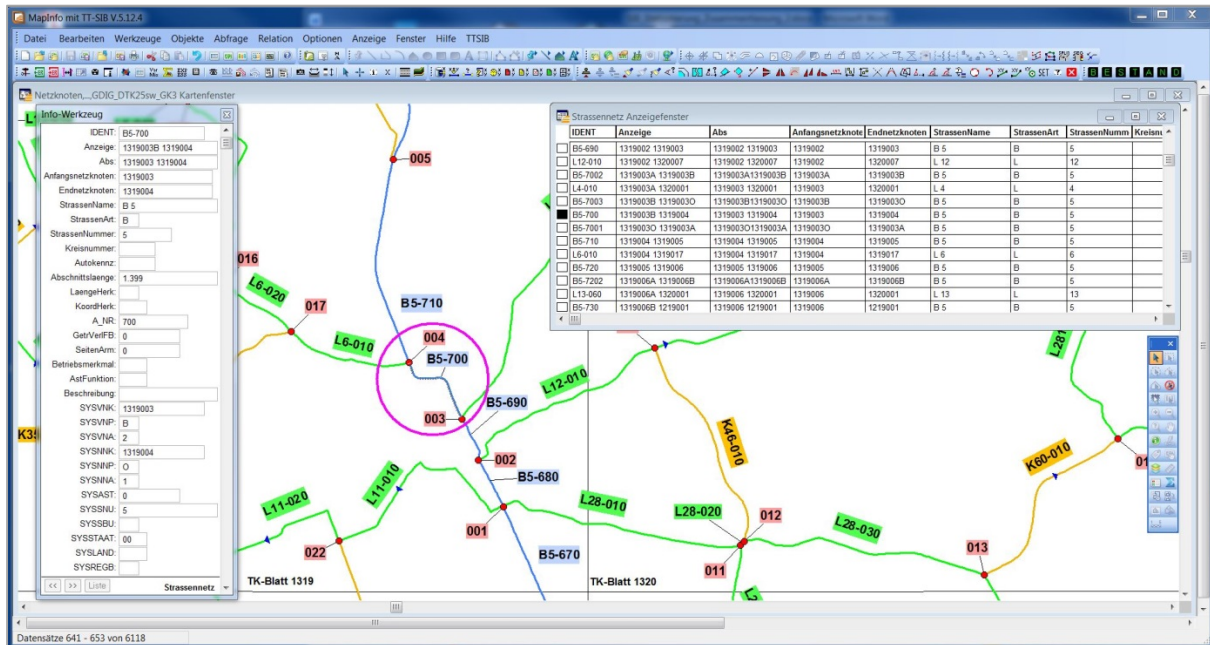 MapInfo mit TT-SIB V.5.12.4
Datei Bearbeiten Werkzeuge Objekte Abfrage Relation Optionen Anzeige Fenster Hilfe TTSIB
SET
B E S T A N D
Netzknoten,...,GDIG_DTK25sw_GK3 Kartenfenster
Info-Werkzeug
IDENT: B5-700
Anzeige: 1319003B 1319004
Abs: 1319003 1319004
Anfangsnetzknoten: 1319003
Endnetzknoten: 1319004
StrassenName: B 5
StrassenArt: B
StrassenNummer: 5
Kreisnummer:
Autokennz:
Abschnittslaenge: 1.399
LaengeHerk:
KoordHerk:
A_NR: 700
GetrVerlFB: 0
SeitenArm: 0
Betriebsmerkmal:
AstFunktion:
Beschreibung:
SYSVNK: 1319003
SYSVNP: B
SYSVNA: 2
SYSNNK: 1319004
SYSNNP: O
SYSNNA: 1
SYSAST: 0
SYSSNU: 5
SYSSBU:
SYSSTAAT: 00
SYSLAND:
SYSREGB:
<< >> Liste Strassennetz
Strassennetz Anzeigefenster
IDENT Anzeige Abs Anfangsnetzknote Endnetzknoten StrassenName StrassenArt StrassenNumm Kreisnu
B5-690 1319002 1319003 1319002 1319003 1319002 1319003 B 5 B 5
L12-010 1319002 1320007 1319002 1320007 1319002 1320007 L 12 L 12
B5-7002 1319003A 1319003B 1319003A1319003B 1319003A 1319003B B 5 B 5
L4-010 1319003 1320001 1319003 1320001 1319003 1320001 L 4 L 4
B5-7003 1319003B 1319003O 1319003B1319003O 1319003B 1319003O B 5 B 5
B5-700 1319003B 1319004 1319003 1319004 1319003 1319004 B 5 B 5
B5-7001 1319003O 1319003A 1319003O1319003A 1319003O 1319003A B 5 B 5
B5-710 1319004 1319005 1319004 1319005 1319004 1319005 B 5 B 5
L6-010 1319004 1319017 1319004 1319017 1319004 1319017 L 6 L 6
B5-720 1319005 1319006 1319005 1319006 1319005 1319006 B 5 B 5
B5-7202 1319006A 1319006B 1319006A1319006B 1319006A 1319006B B 5 B 5
L13-060 1319006A 1320001 1319006 1320001 1319006 1320001 L 13 L 13
B5-730 1319006B 1219001 1319006 1219001 1319006 1219001 B 5 B 5
005
016
L6-020
017
B5-710
L6-010
004
B5-700
L12-010
B5-690
003
002
B5-680
L11-010
L11-020
001
022
B5-670
L28-010
L28-020
012
011
L28-030
013
K46-010
K60-010
L281
01
K35
TK-Blatt 1319
TK-Blatt 1320
Datensätze 641 - 653 von 6118